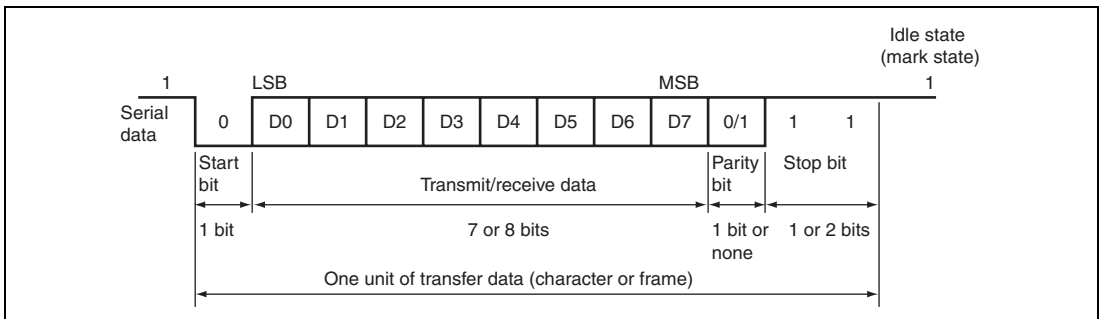 Idle state
(mark state)
1 LSB MSB 1
Serial
data
0 D0 D1 D2 D3 D4 D5 D6 D7 0/1 1 1
Start
bit
Transmit/receive data
Parity
bit
Stop bit
1 bit
7 or 8 bits
1 bit or
none
1 or 2 bits
One unit of transfer data (character or frame)